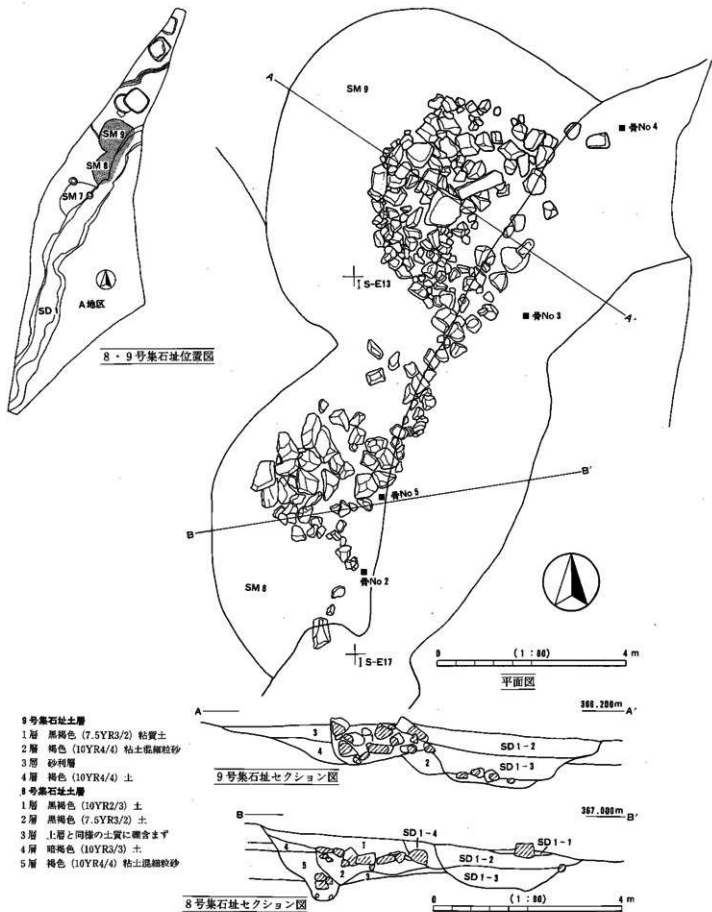 SM 9
SM 8
SM 7
SD 1
A地区
8・9号集石址位置図
A
SM 9
骨No 4
I S-E13
骨No 3
A'
B'
骨No 5
B
骨No 2
SM 8
I S-E17
0 (1：80) 4 m
平面図
9号集石址土層
1層 黒褐色 (7.5YR3/2) 粘質土
2層 褐色 (10YR4/4) 粘土混細粒砂
3層 砂利層
4層 褐色 (10YR4/4) 土
8号集石址土層
1層 黒褐色 (10YR2/3) 土
2層 黒褐色 (7.5YR3/2) 土
3層 上層と同様の土質に礫含まず
4層 暗褐色 (10YR3/3) 土
5層 褐色 (10YR4/4) 粘土混細粒砂
A
366.200m
A'
3
4
2
SD 1-2
SD 1-3
9号集石址セクション図
B
367.000m
B'
SD 1-4
SD 1-1
4
1
5
2
3
SD 1-2
SD 1-3
8号集石址セクション図
0 (1：80) 4 m